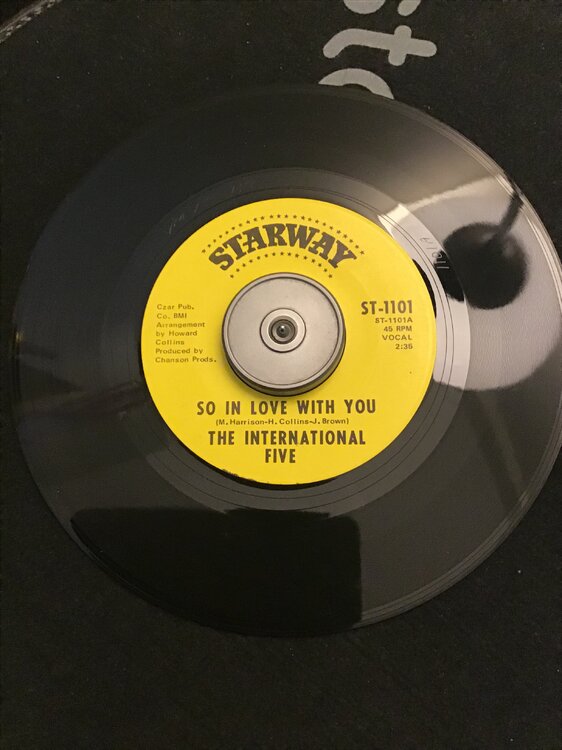 STARWAY
Czar Pub.
Co. BMI
Arrangement
by Howard
Collins
Produced by
Chanson Prods.
ST-1101
ST-1101A
45 RPM
VOCAL
2:35
SO IN LOVE WITH YOU
(M. Harrison-H. Collins-J. Brown)
THE INTERNATIONAL
FIVE